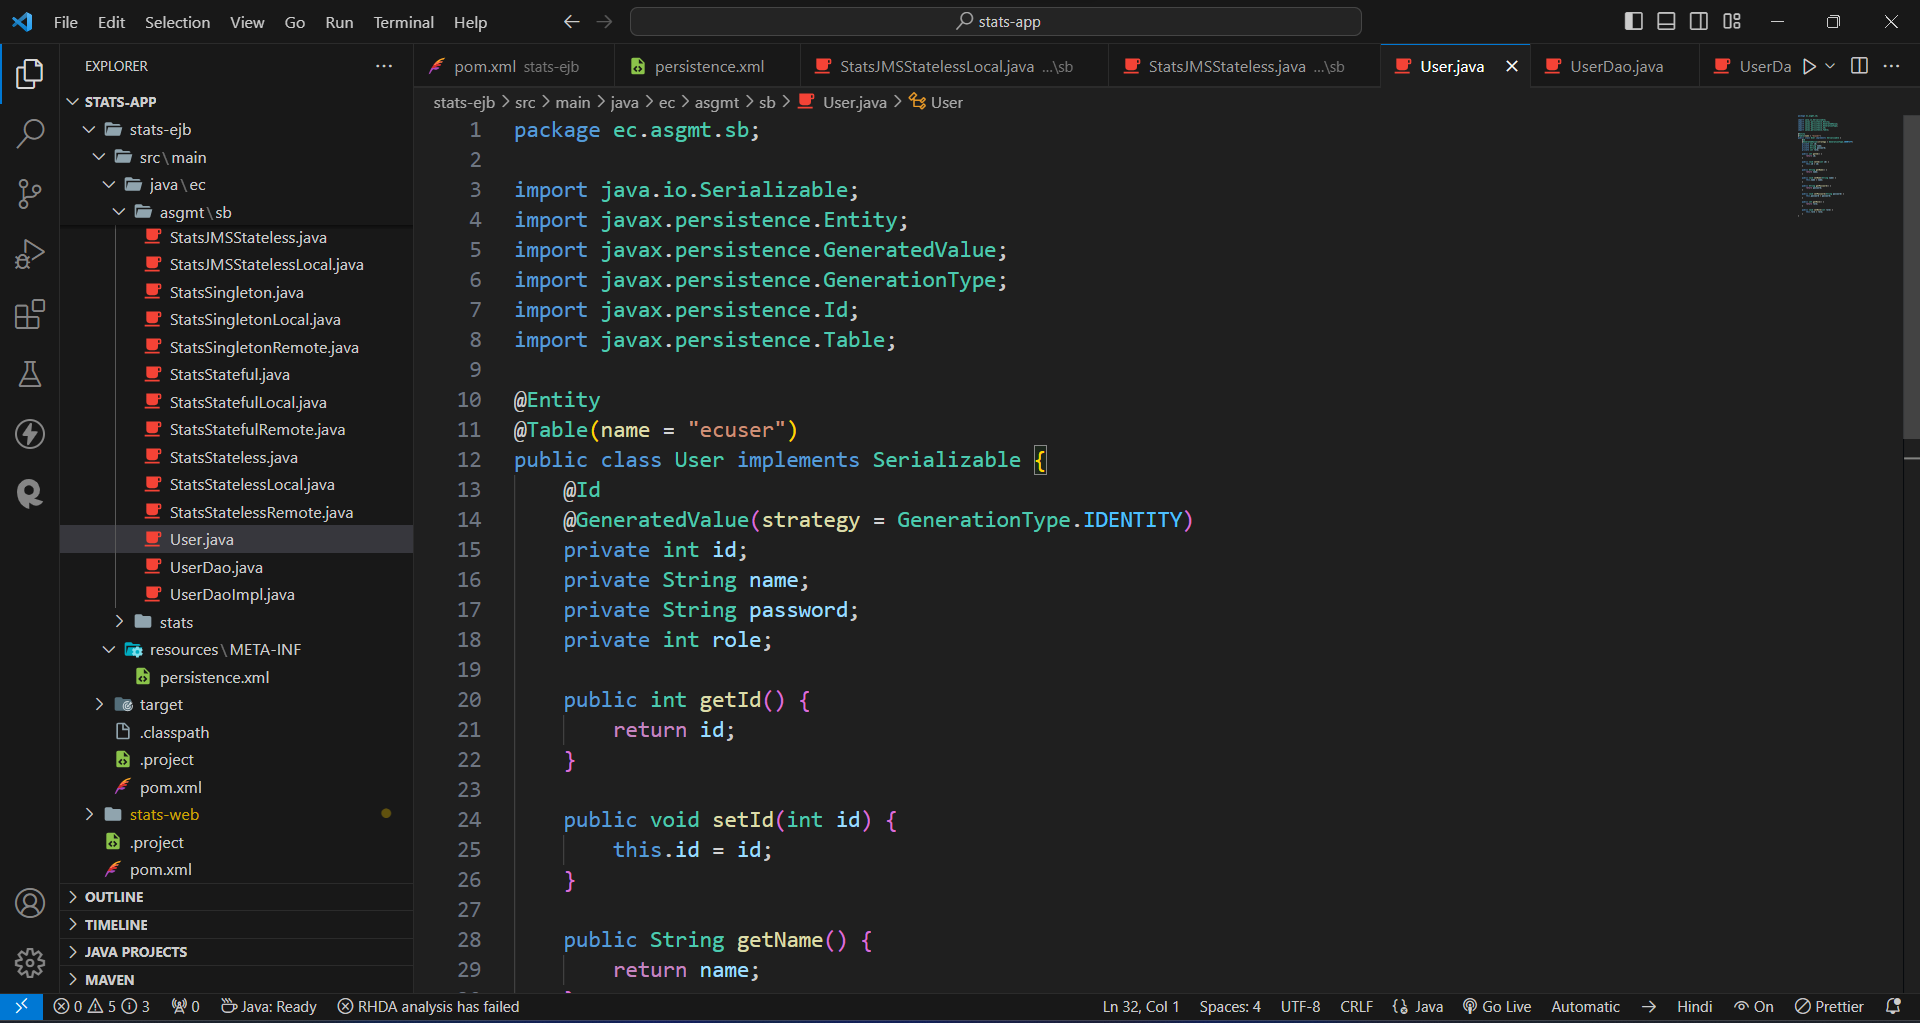 File Edit Selection View Go Run Terminal Help
stats-app
EXPLORER
STATS-APP
stats-ejb
src\main
java\ec
asgmt\sb
StatsJMSStateless.java
StatsJMSStatelessLocal.java
StatsSingleton.java
StatsSingletonLocal.java
StatsSingletonRemote.java
StatsStateful.java
StatsStatefulLocal.java
StatsStatefulRemote.java
StatsStateless.java
StatsStatelessLocal.java
StatsStatelessRemote.java
User.java
UserDao.java
UserDaoImpl.java
stats
resources\META-INF
persistence.xml
target
.classpath
.project
pom.xml
stats-web
.project
pom.xml
OUTLINE
TIMELINE
JAVA PROJECTS
MAVEN
pom.xml stats-ejb persistence.xml StatsJMSStatelessLocal.java ...\sb StatsJMSStateless.java ...\sb User.java UserDao.java UserDa
stats-ejb > src > main > java > ec > asgmt > sb > User.java > User
1 package ec.asgmt.sb;
2
3 import java.io.Serializable;
4 import javax.persistence.Entity;
5 import javax.persistence.GeneratedValue;
6 import javax.persistence.GenerationType;
7 import javax.persistence.Id;
8 import javax.persistence.Table;
9
10 @Entity
11 @Table(name = "ecuser")
12 public class User implements Serializable {
13 @Id
14 @GeneratedValue(strategy = GenerationType.IDENTITY)
15 private int id;
16 private String name;
17 private String password;
18 private int role;
19
20 public int getId() {
21 return id;
22 }
23
24 public void setId(int id) {
25 this.id = id;
26 }
27
28 public String getName() {
29 return name;
0 5 3 0 Java: Ready RHDA analysis has failed Ln 32, Col 1 Spaces: 4 UTF-8 CRLF Java Go Live Automatic Hindi On Prettier